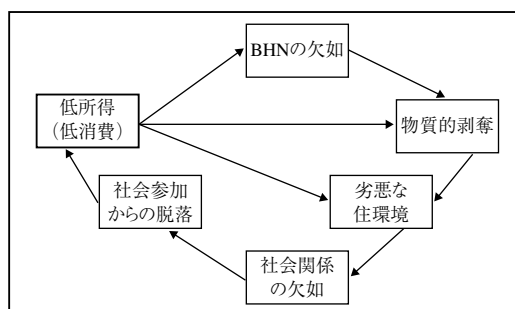 BHNの欠如
低所得
（低消費）
物質的剥奪
社会参加
からの脱落
劣悪な
住環境
社会関係
の欠如